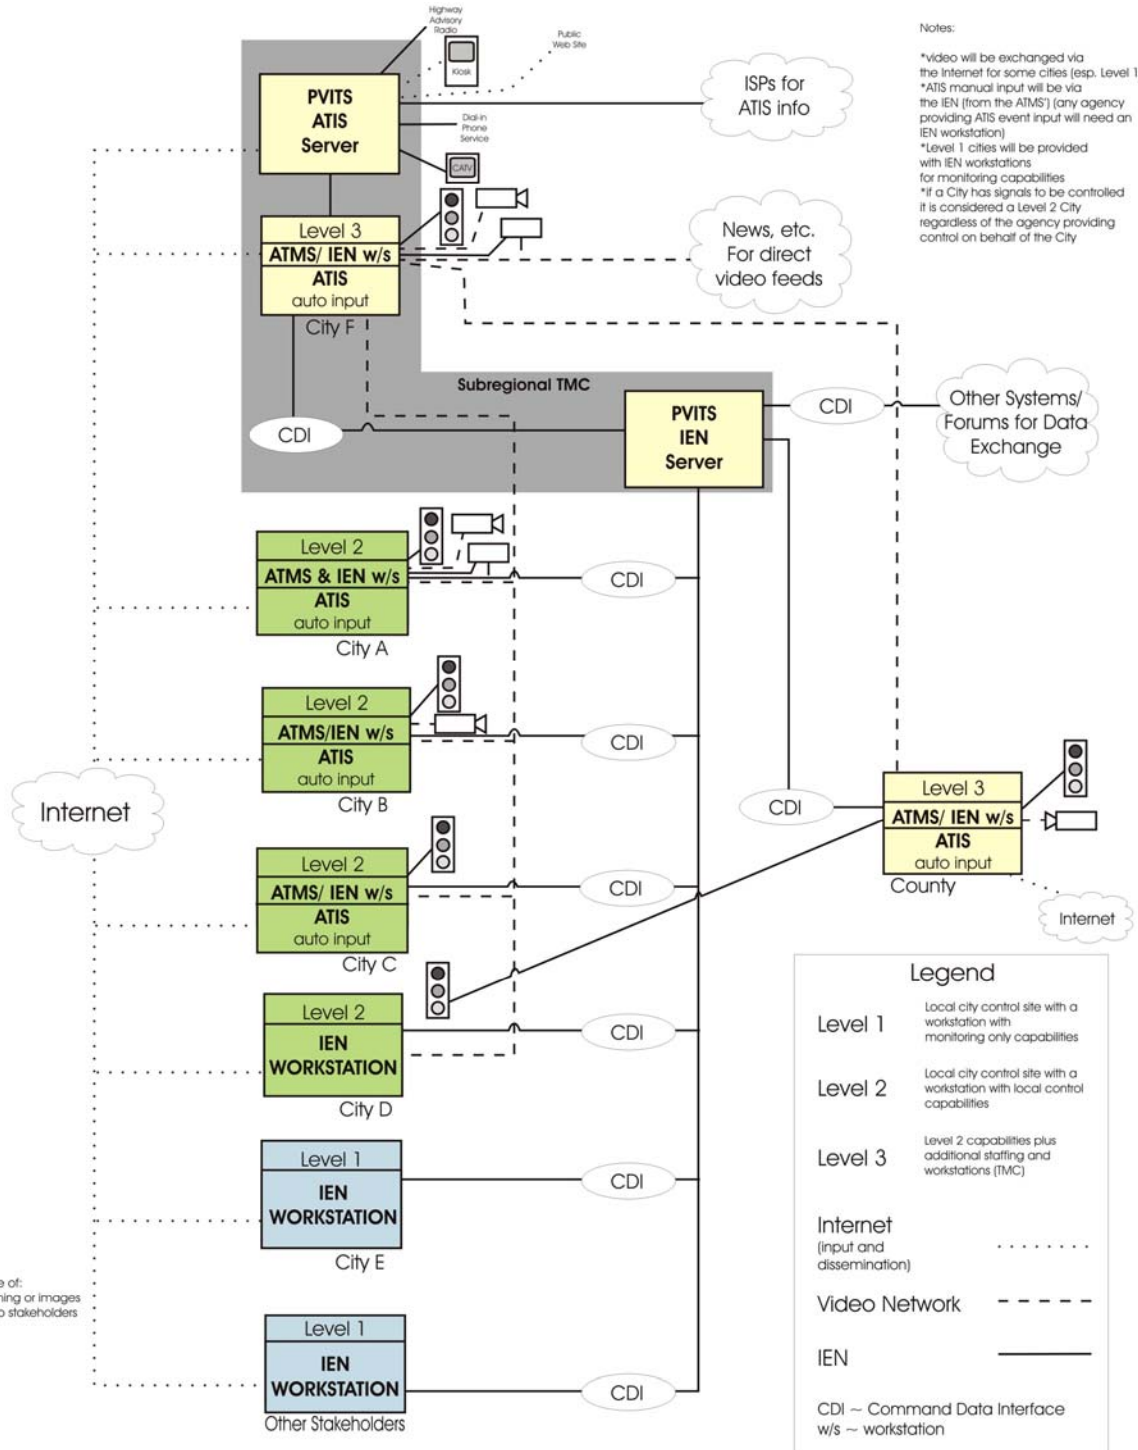 Highway
Advisory
Radio
Kiosk
Public
Web Site
Notes:
*video will be exchanged via
the Internet for some cities (esp. Level 1
*ATIS manual input will be via
the IEN (from the ATMS') (any agency
providing ATIS event input will need an
IEN workstation)
*Level 1 cities will be provided
with IEN workstations
for monitoring capabilities
*if a City has signals to be controlled
it is considered a Level 2 City
regardless of the agency providing
control on behalf of the City
PVITS
ATIS
Server
ISPs for
ATIS info
Dial-in
Phone
Service
CATV
Level 3
ATMS/ IEN w/s
ATIS
auto input
City F
News, etc.
For direct
video feeds
Subregional TMC
CDI
PVITS
IEN
Server
CDI
Other Systems/
Forums for Data
Exchange
Level 2
ATMS & IEN w/s
ATIS
auto input
City A
CDI
Level 2
ATMS/IEN w/s
ATIS
auto input
City B
CDI
Internet
CDI
Level 3
ATMS/ IEN w/s
ATIS
auto input
County
Internet
Level 2
ATMS/ IEN w/s
ATIS
auto input
City C
CDI
Level 2
IEN
WORKSTATION
City D
CDI
Level 1
IEN
WORKSTATION
City E
CDI
e of:
ning or images
o stakeholders
Level 1
IEN
WORKSTATION
Other Stakeholders
CDI
Legend
Level 1
Local city control site with a
workstation with
monitoring only capabilities
Level 2
Local city control site with a
workstation with local control
capabilities
Level 3
Level 2 capabilities plus
additional staffing and
workstations (TMC)
Internet
(input and
dissemination)
Video Network
IEN
CDI ~ Command Data Interface
w/s ~ workstation